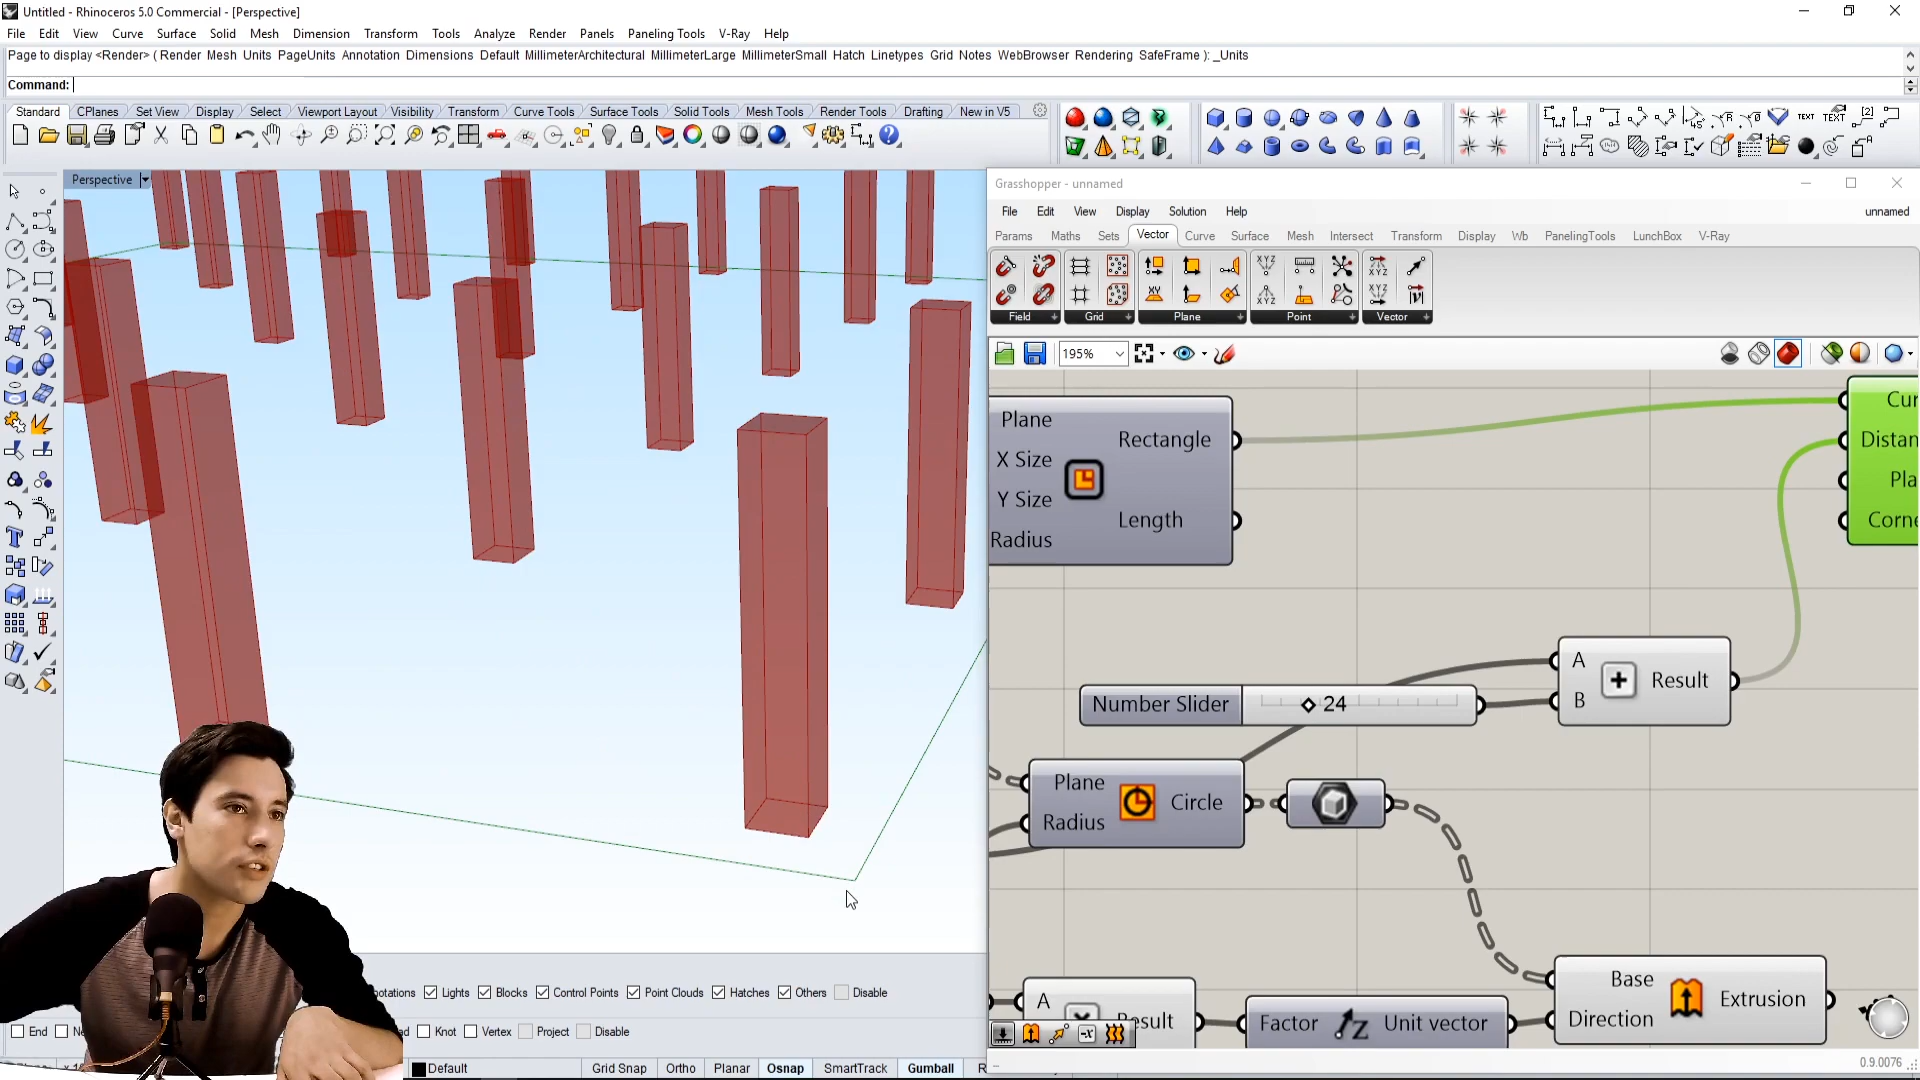 Untitled - Rhinoceros 5.0 Commercial - [Perspective]
File Edit View Curve Surface Solid Mesh Dimension Transform Tools Analyze Render Panels Paneling Tools V-Ray Help
Page to display <Render> ( Render Mesh Units PageUnits Annotation Dimensions Default MillimeterArchitectural MillimeterLarge MillimeterSmall Hatch Linetypes Grid Notes WebBrowser Rendering SafeFrame ): _Units
Command:
Standard CPlanes Set View Display Select Viewport Layout Visibility Transform Curve Tools Surface Tools Solid Tools Mesh Tools Render Tools Drafting New in V5
TEXT TEXT
Perspective
Grasshopper - unnamed
File Edit View Display Solution Help unnamed
Params Maths Sets Vector Curve Surface Mesh Intersect Transform Display Wb PanelingTools LunchBox V-Ray
Field Grid Plane Point Vector
195%
Plane
X Size
Y Size
Radius
Rectangle
Length
Cur
Distan
Pla
Corne
A
B
Result
Number Slider 24
Plane
Radius
Circle
Base
Direction
Extrusion
A
esult
Factor Unit vector
0.9.0076
otations Lights Blocks Control Points Point Clouds Hatches Others Disable
End Ne d Knot Vertex Project Disable
Default Grid Snap Ortho Planar Osnap SmartTrack Gumball R